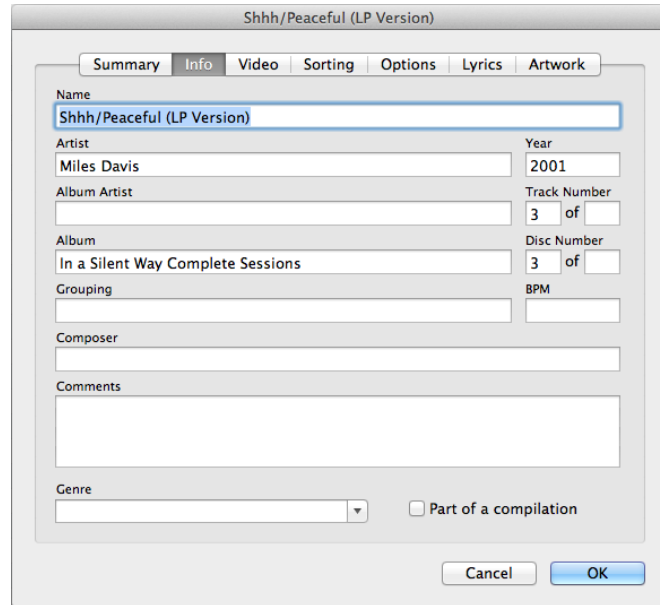 Shhh/Peaceful (LP Version)
Summary Info Video Sorting Options Lyrics Artwork
Name
Shhh/Peaceful (LP Version)
Artist Year
Miles Davis 2001
Album Artist Track Number
3 of
Album Disc Number
In a Silent Way Complete Sessions 3 of
Grouping BPM
Composer
Comments
Genre
Part of a compilation
Cancel OK